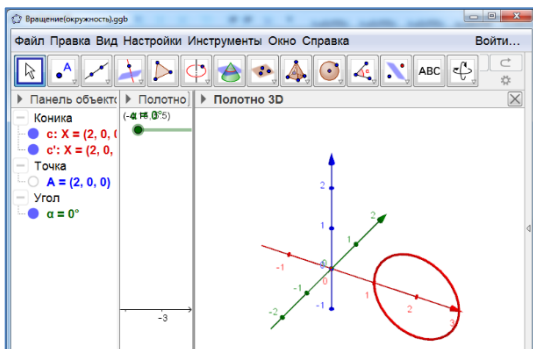 Вращение(окружность).ggb
Файл Правка Вид Настройки Инструменты Окно Справка Войти...
A ABC
Панель объекто Полотно Полотно 3D
Коника
c: X = (2, 0, (
c': X = (2, 0, (
Точка
A = (2, 0, 0)
Угол
α = 0°
-3
2
1
-1
2
1
-1
-2
-1
0
1
2
3